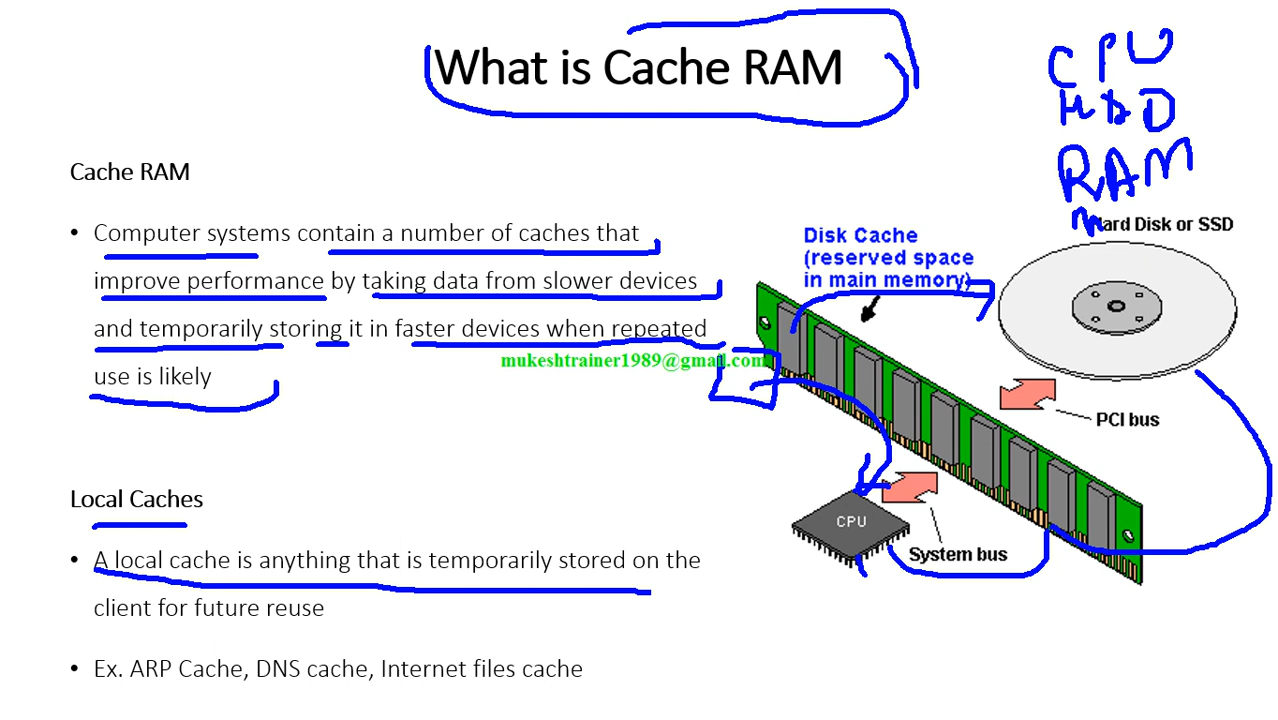 What is Cache RAM
CPU
HDD
RAM
Cache RAM
• Computer systems contain a number of caches that
improve performance by taking data from slower devices
and temporarily storing it in faster devices when repeated
use is likely
mukeshtrainer1989@gmail.com
Disk Cache
(reserved space
in main memory)
Hard Disk or SSD
PCI bus
CPU
System bus
Local Caches
• A local cache is anything that is temporarily stored on the
client for future reuse
• Ex. ARP Cache, DNS cache, Internet files cache